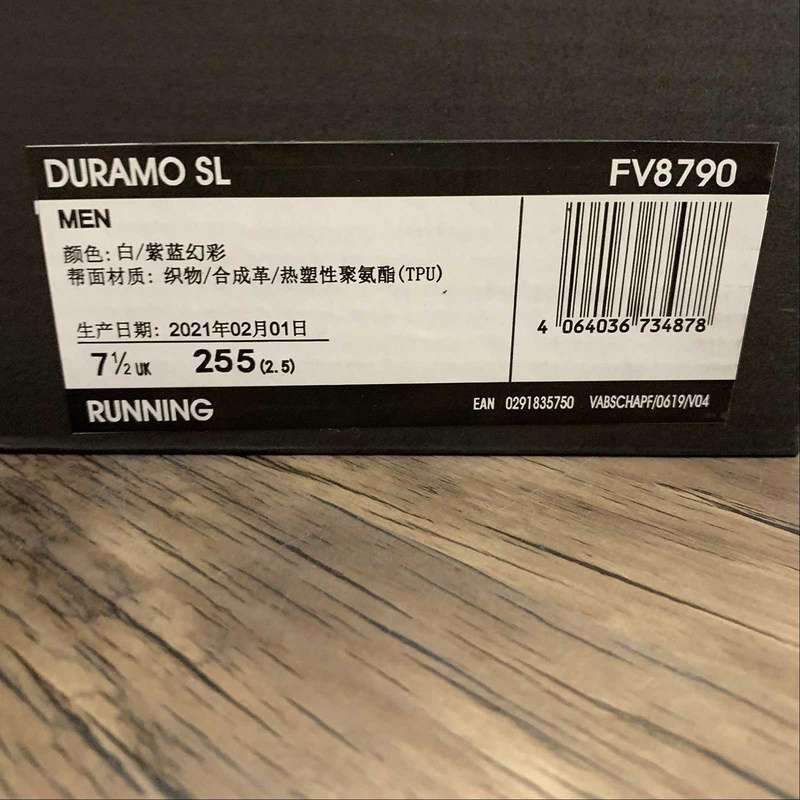 DURAMO SL FV8790
MEN
颜色: 白/紫蓝幻彩
帮面材质: 织物/合成革/热塑性聚氨酯(TPU)
生产日期: 2021年02月01日
7½ UK 255 (2.5)
4 064036 734878
RUNNING EAN 0291835750 VABSCHAPF/0619/V04